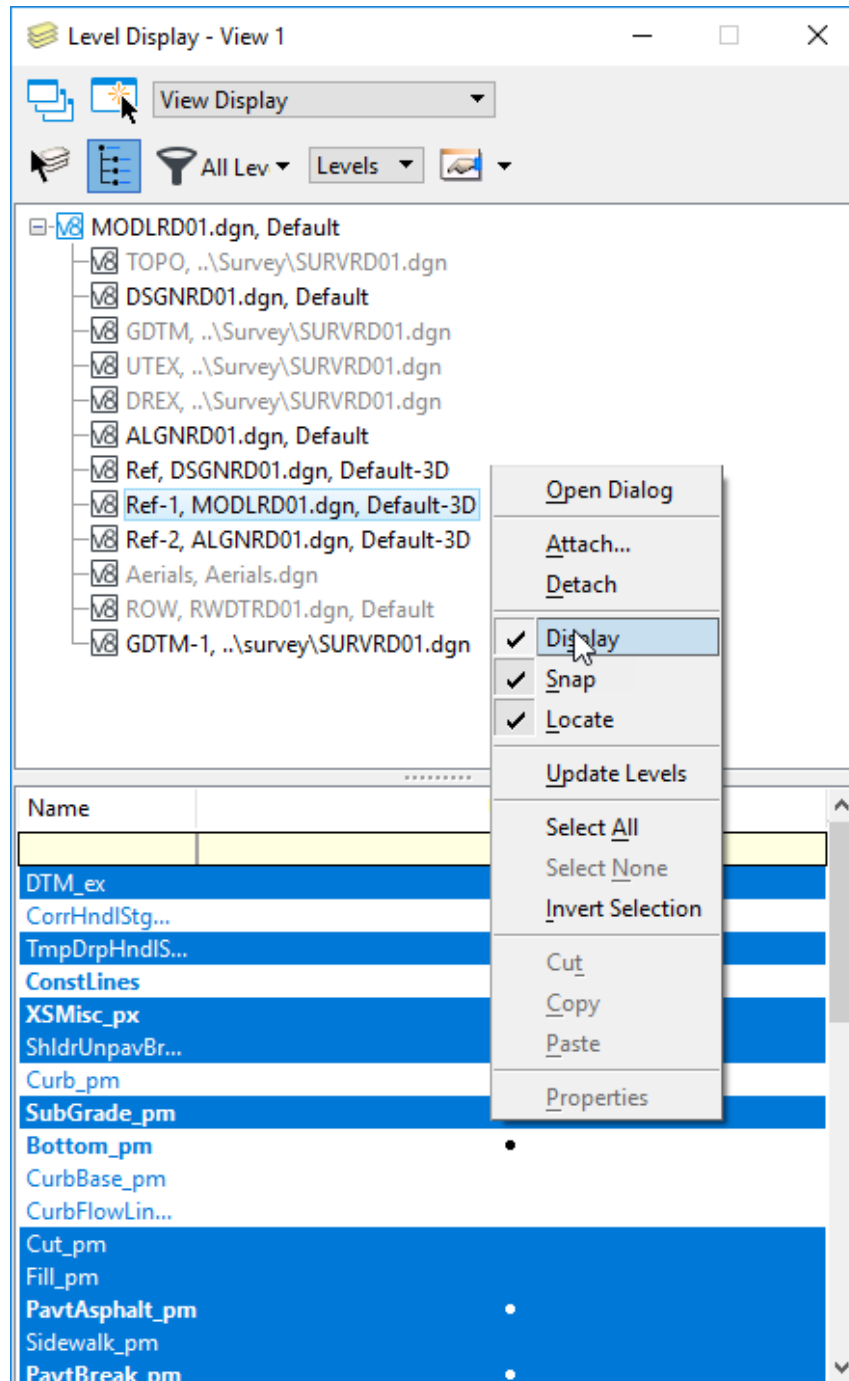 Level Display - View 1
View Display
All Lev
Levels
MODLRD01.dgn, Default
TOPO, ..\Survey\SURVRD01.dgn
DSGNRD01.dgn, Default
GDTM, ..\Survey\SURVRD01.dgn
UTEX, ..\Survey\SURVRD01.dgn
DREX, ..\Survey\SURVRD01.dgn
ALGNRD01.dgn, Default
Ref, DSGNRD01.dgn, Default-3D
Ref-1, MODLRD01.dgn, Default-3D
Ref-2, ALGNRD01.dgn, Default-3D
Aerials, Aerials.dgn
ROW, RWDTRD01.dgn, Default
GDTM-1, ..\survey\SURVRD01.dgn
Open Dialog
Attach...
Detach
Display
Snap
Locate
Update Levels
Select All
Select None
Invert Selection
Cut
Copy
Paste
Properties
Name
DTM_ex
CorrHndlStg...
TmpDrpHndlS...
ConstLines
XSMisc_px
ShldrUnpavBr...
Curb_pm
SubGrade_pm
Bottom_pm
CurbBase_pm
CurbFlowLin...
Cut_pm
Fill_pm
PavtAsphalt_pm
Sidewalk_pm
PavtBreak_pm